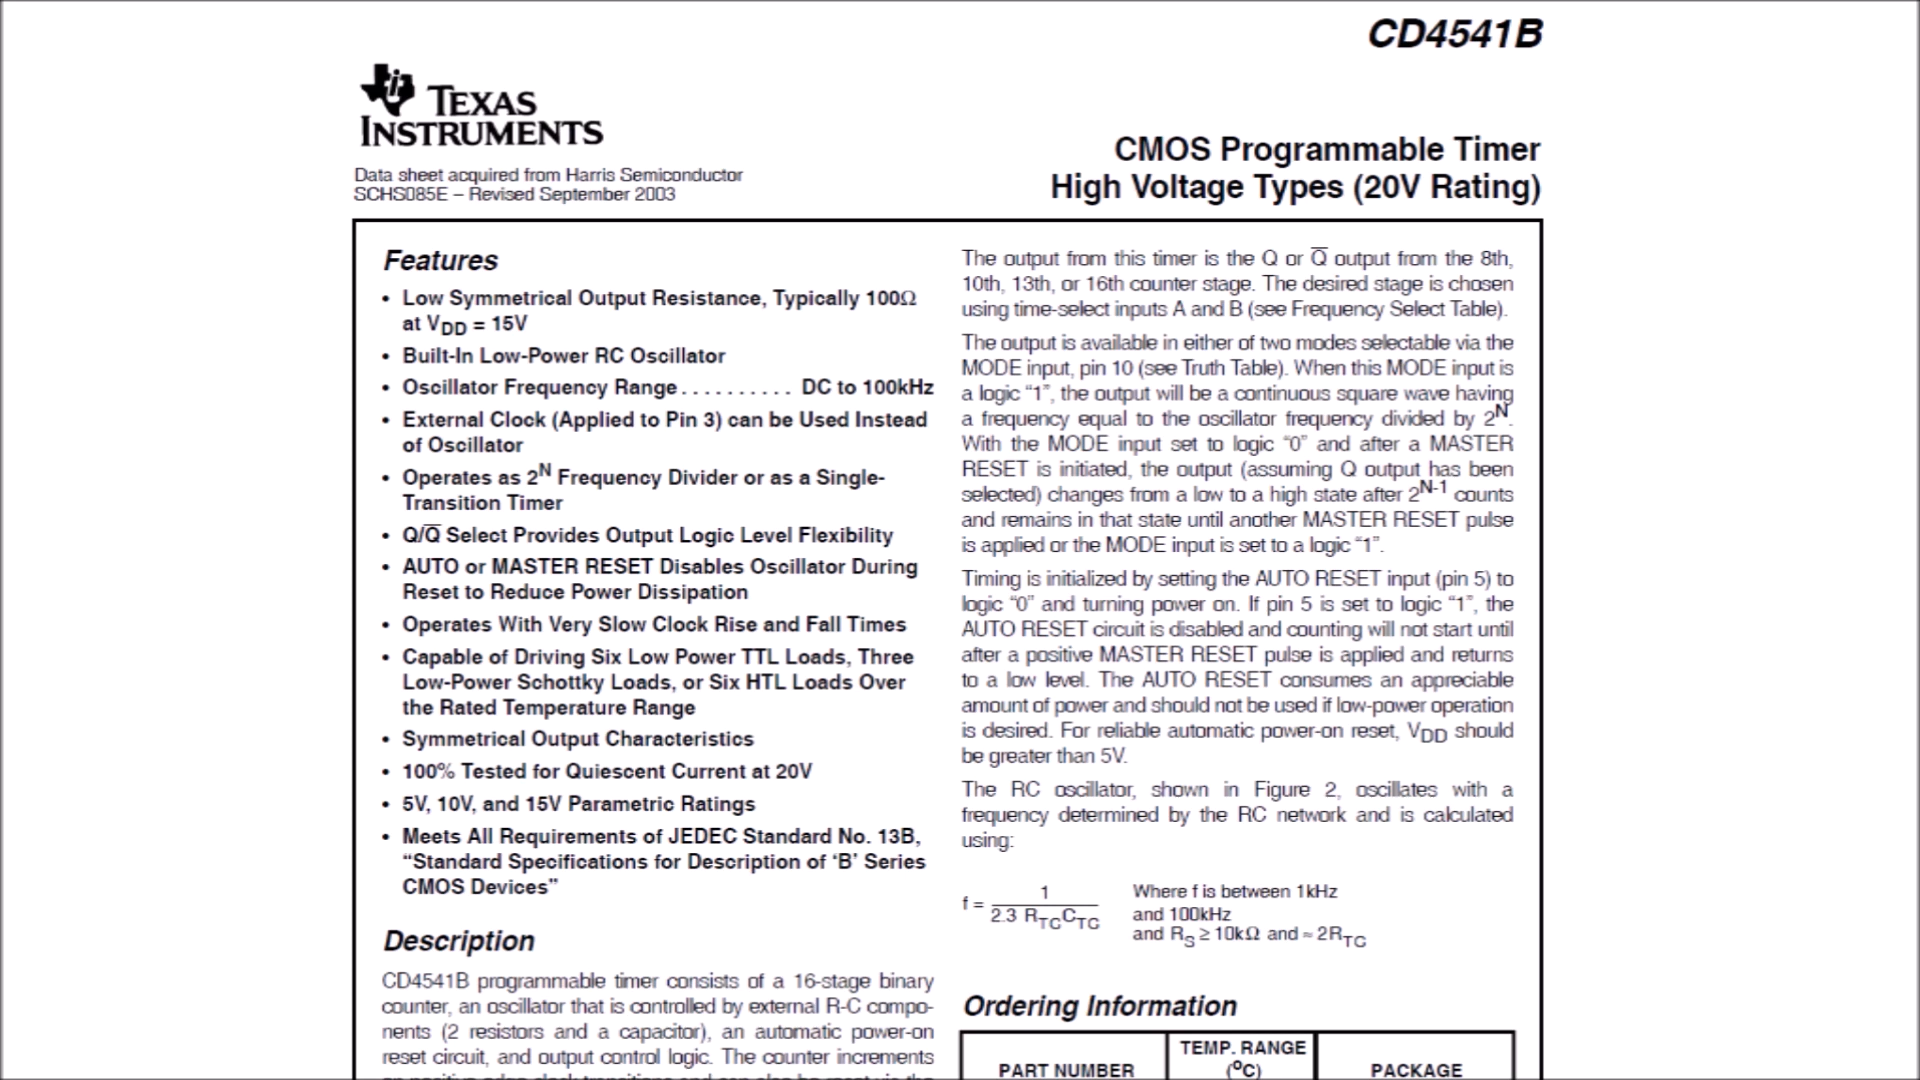 CD4541B
TEXAS
INSTRUMENTS
Data sheet acquired from Harris Semiconductor
SCHS085E – Revised September 2003
CMOS Programmable Timer
High Voltage Types (20V Rating)
Features
• Low Symmetrical Output Resistance, Typically 100Ω
at VDD = 15V
• Built-In Low-Power RC Oscillator
• Oscillator Frequency Range . . . . . . . . . . DC to 100kHz
• External Clock (Applied to Pin 3) can be Used Instead
of Oscillator
• Operates as 2^N Frequency Divider or as a Single-
Transition Timer
• Q/Q̅ Select Provides Output Logic Level Flexibility
• AUTO or MASTER RESET Disables Oscillator During
Reset to Reduce Power Dissipation
• Operates With Very Slow Clock Rise and Fall Times
• Capable of Driving Six Low Power TTL Loads, Three
Low-Power Schottky Loads, or Six HTL Loads Over
the Rated Temperature Range
• Symmetrical Output Characteristics
• 100% Tested for Quiescent Current at 20V
• 5V, 10V, and 15V Parametric Ratings
• Meets All Requirements of JEDEC Standard No. 13B,
“Standard Specifications for Description of ‘B’ Series
CMOS Devices”
Description
CD4541B programmable timer consists of a 16-stage binary
counter, an oscillator that is controlled by external R-C compo-
nents (2 resistors and a capacitor), an automatic power-on
reset circuit, and output control logic. The counter increments
The output from this timer is the Q or Q̅ output from the 8th,
10th, 13th, or 16th counter stage. The desired stage is chosen
using time-select inputs A and B (see Frequency Select Table).
The output is available in either of two modes selectable via the
MODE input, pin 10 (see Truth Table). When this MODE input is
a logic “1”, the output will be a continuous square wave having
a frequency equal to the oscillator frequency divided by 2^N.
With the MODE input set to logic “0” and after a MASTER
RESET is initiated, the output (assuming Q output has been
selected) changes from a low to a high state after 2^N-1 counts
and remains in that state until another MASTER RESET pulse
is applied or the MODE input is set to a logic “1”.
Timing is initialized by setting the AUTO RESET input (pin 5) to
logic “0” and turning power on. If pin 5 is set to logic “1”, the
AUTO RESET circuit is disabled and counting will not start until
after a positive MASTER RESET pulse is applied and returns
to a low level. The AUTO RESET consumes an appreciable
amount of power and should not be used if low-power operation
is desired. For reliable automatic power-on reset, VDD should
be greater than 5V.
The RC oscillator, shown in Figure 2, oscillates with a
frequency determined by the RC network and is calculated
using:
f = 1 / 2.3 RTCCTC
Where f is between 1kHz
and 100kHz
and RS ≥ 10kΩ and ≈ 2RTC
Ordering Information
PART NUMBER
TEMP. RANGE
(°C)
PACKAGE